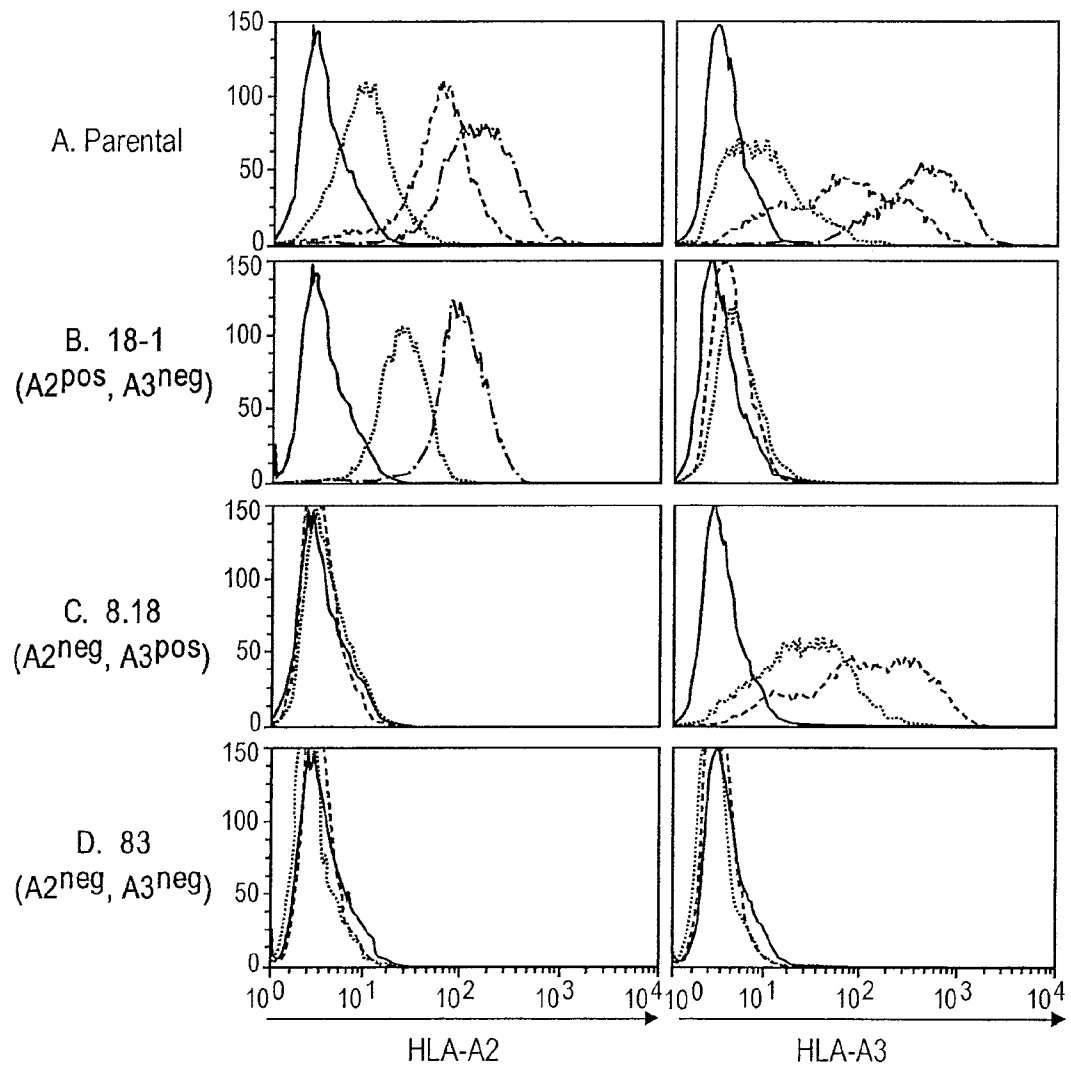 150
100
50
0
A. Parental
150
100
50
0
B. 18-1
(A2pos, A3neg)
150
100
50
0
C. 8.18
(A2neg, A3pos)
150
100
50
0
D. 83
(A2neg, A3neg)
10^0 10^1 10^2 10^3 10^4 10^0 10^1 10^2 10^3 10^4
HLA-A2 HLA-A3